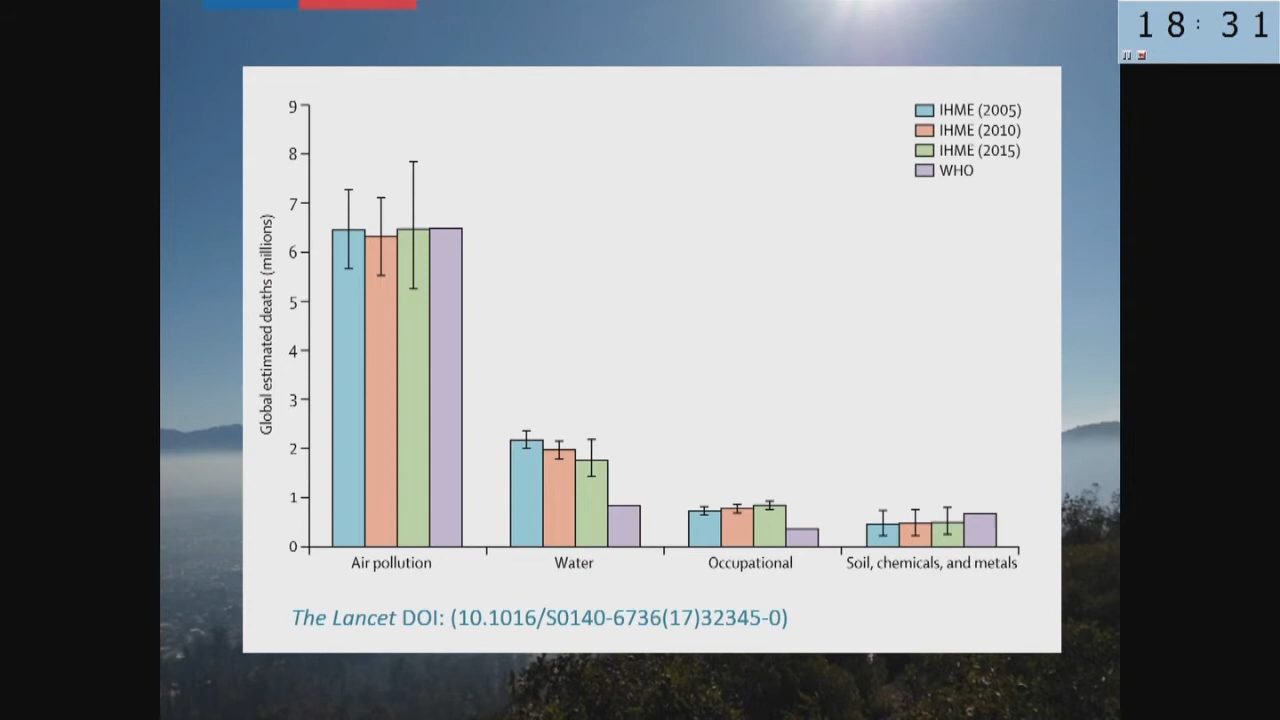 18:31
9
8
7
6
5
4
3
2
1
0
Global estimated deaths (millions)
IHME (2005)
IHME (2010)
IHME (2015)
WHO
Air pollution
Water
Occupational
Soil, chemicals, and metals
The Lancet DOI: (10.1016/S0140-6736(17)32345-0)